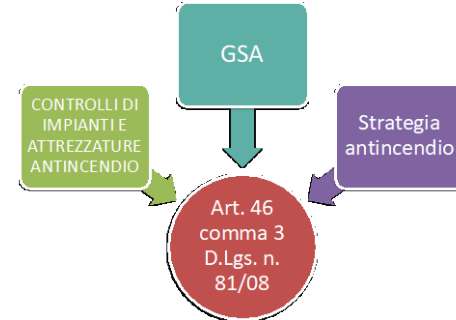 GSA
CONTROLLI DI
IMPIANTI E
ATTREZZATURE
ANTINCENDIO
Strategia
antincendio
Art. 46
comma 3
D.Lgs. n.
81/08